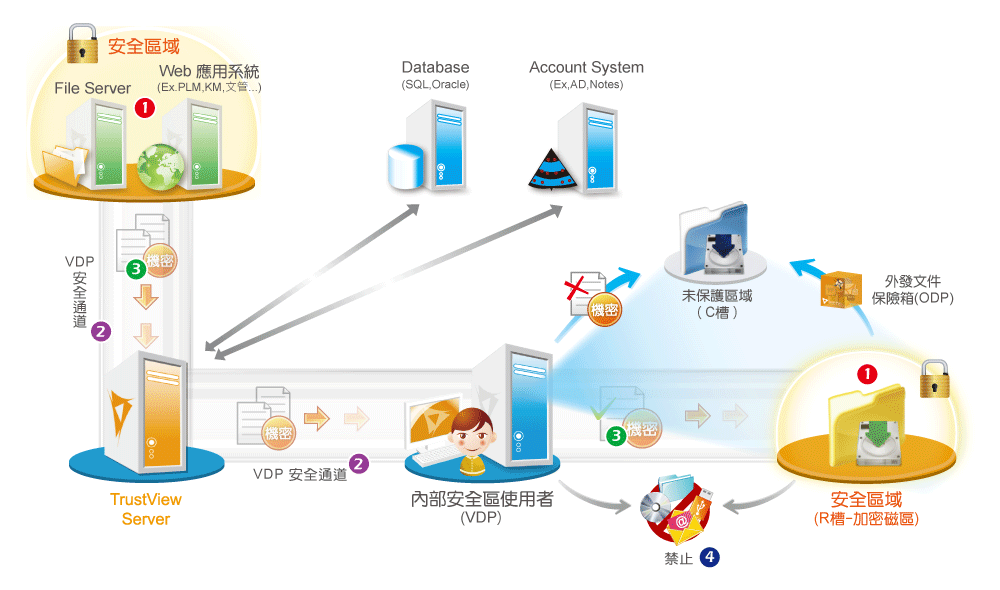 安全區域
File Server
Web 應用系統
(Ex.PLM,KM,文管...)
1
Database
(SQL,Oracle)
Account System
(Ex,AD,Notes)
VDP
安全通道
2
3
機密
機密
未保護區域
( C槽 )
外發文件
保險箱(ODP)
TrustView
Server
機密
VDP 安全通道
2
內部安全區使用者
(VDP)
3
機密
1
安全區域
(R槽-加密磁區)
@
禁止
4